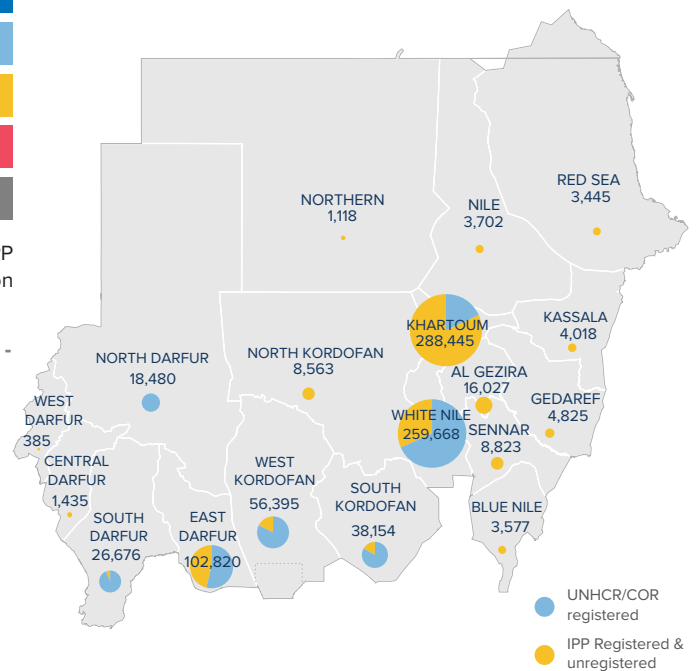 P
on
-
NORTHERN
1,118
NILE
3,702
RED SEA
3,445
KHARTOUM
288,445
KASSALA
4,018
NORTH DARFUR
18,480
NORTH KORDOFAN
8,563
AL GEZIRA
16,027
GEDAREF
4,825
WEST
DARFUR
385
WHITE NILE
259,668
SENNAR
8,823
CENTRAL
DARFUR
1,435
WEST
KORDOFAN
56,395
SOUTH
KORDOFAN
38,154
SOUTH
DARFUR
26,676
EAST
DARFUR
102,820
BLUE NILE
3,577
UNHCR/COR
registered
IPP Registered &
unregistered